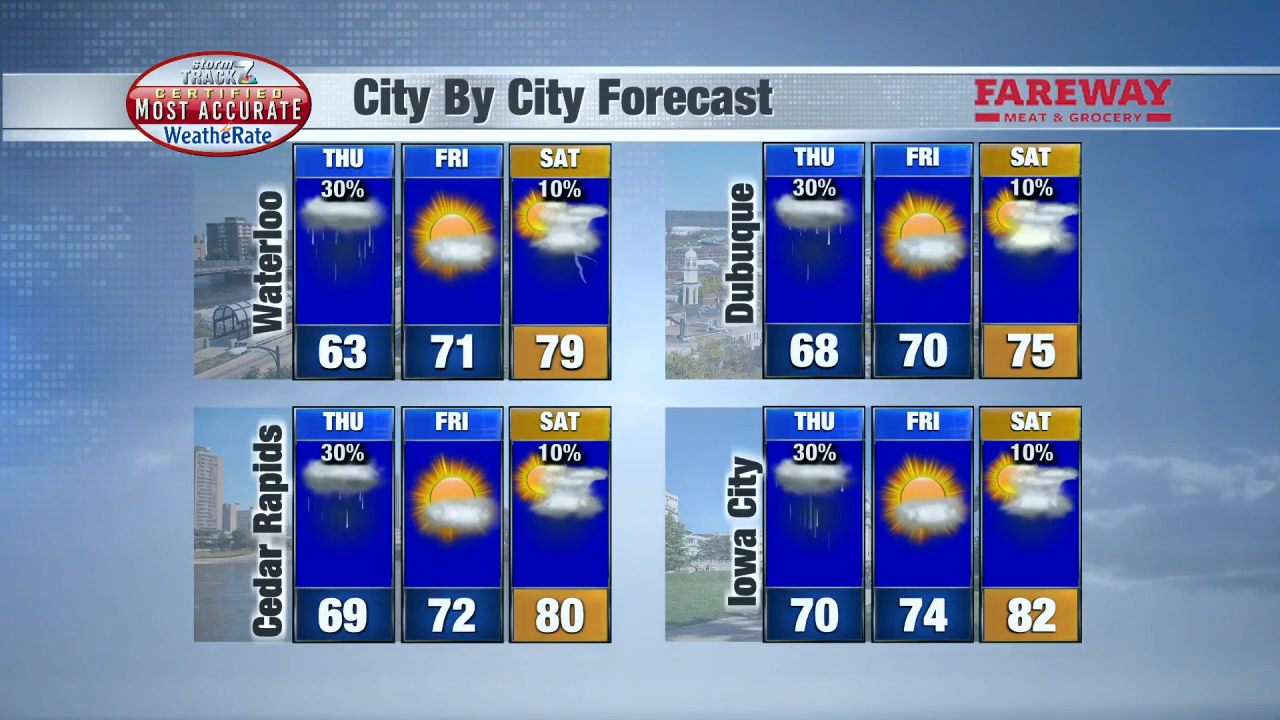 storm
TRACK 7
CERTIFIED
MOST ACCURATE
WeatheRate
City By City Forecast
FAREWAY
MEAT & GROCERY
Waterloo
THU FRI SAT
30% 10%
63 71 79
Dubuque
THU FRI SAT
30% 10%
68 70 75
Cedar Rapids
THU FRI SAT
30% 10%
69 72 80
Iowa City
THU FRI SAT
30% 10%
70 74 82